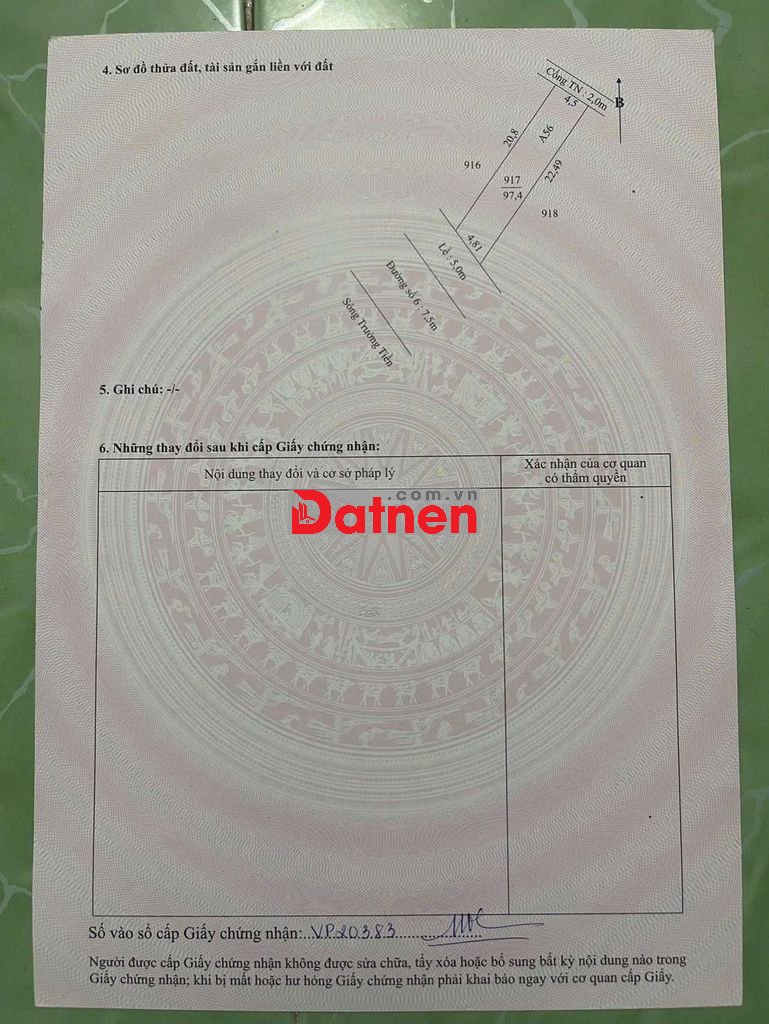 4. Sơ đồ thửa đất, tài sản gắn liền với đất
Cống TN : 2,0m
4,5
B
20,8
A56
916
917
97,4
22,49
918
4,81
Lề : 5,0m
Đường số 6 : 7,5m
Sông Trường Tiền
5. Ghi chú: -/-
6. Những thay đổi sau khi cấp Giấy chứng nhận:
Nội dung thay đổi và cơ sở pháp lý
Xác nhận của cơ quan
có thẩm quyền
.com.vn
Datnen
Số vào sổ cấp Giấy chứng nhận:..VP20383
Người được cấp Giấy chứng nhận không được sửa chữa, tẩy xóa hoặc bổ sung bất kỳ nội dung nào trong
Giấy chứng nhận; khi bị mất hoặc hư hỏng Giấy chứng nhận phải khai báo ngay với cơ quan cấp Giấy.